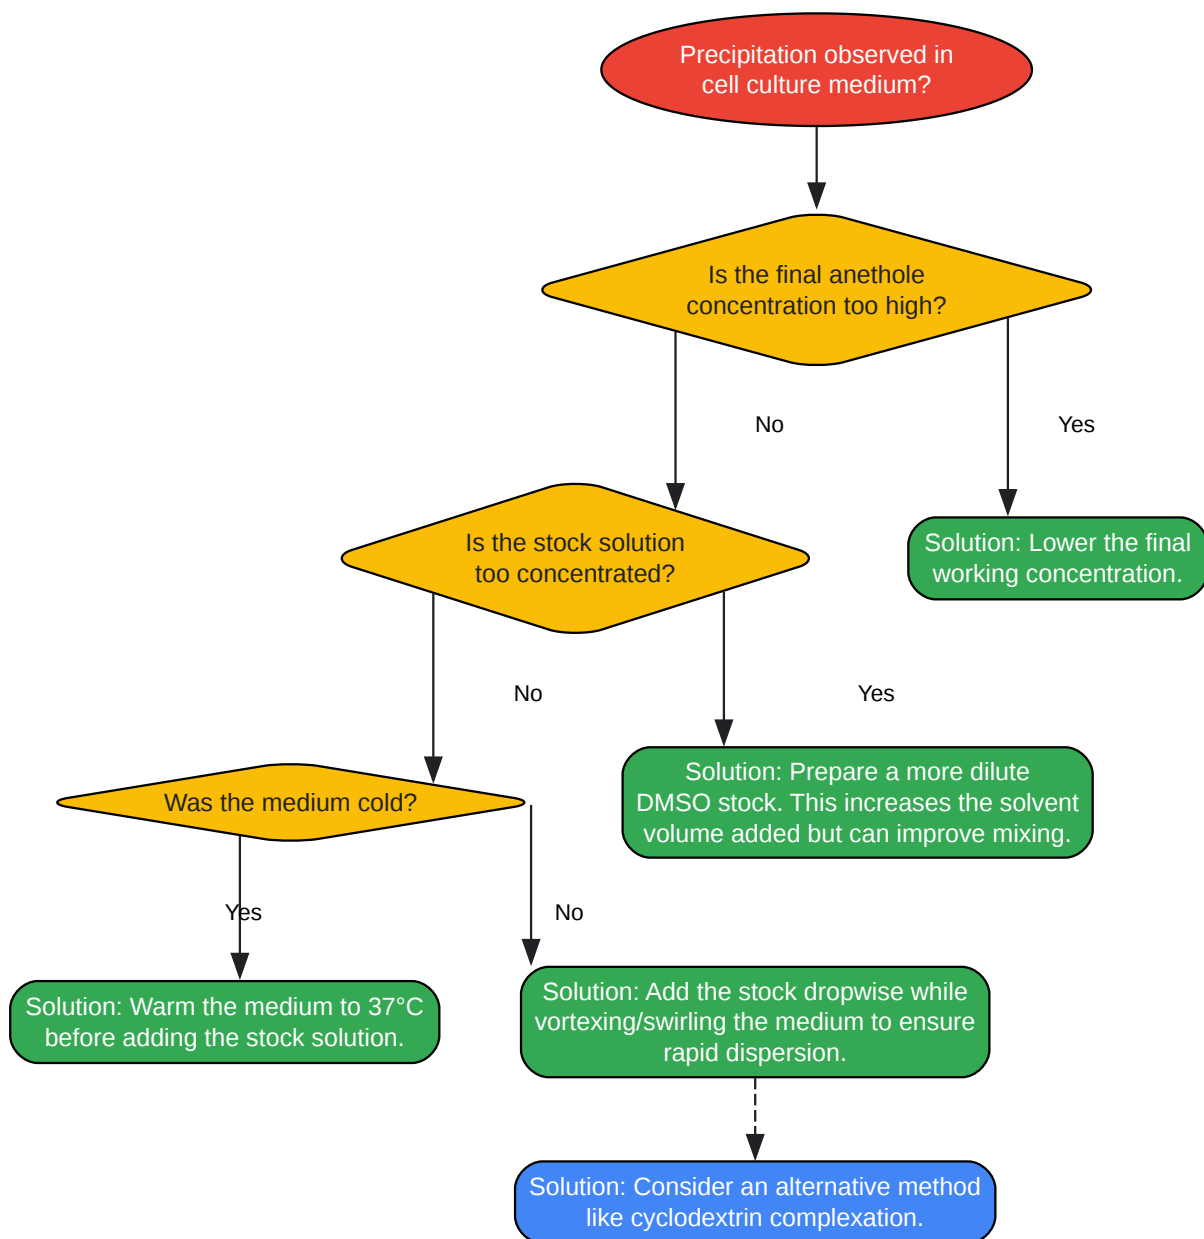 Precipitation observed in
cell culture medium?
Is the final anethole
concentration too high?
No
Yes
Is the stock solution
too concentrated?
Solution: Lower the final
working concentration.
No
Yes
Was the medium cold?
Solution: Prepare a more dilute
DMSO stock. This increases the solvent
volume added but can improve mixing.
Yes
No
Solution: Warm the medium to 37°C
before adding the stock solution.
Solution: Add the stock dropwise while
vortexing/swirling the medium to ensure
rapid dispersion.
Solution: Consider an alternative method
like cyclodextrin complexation.